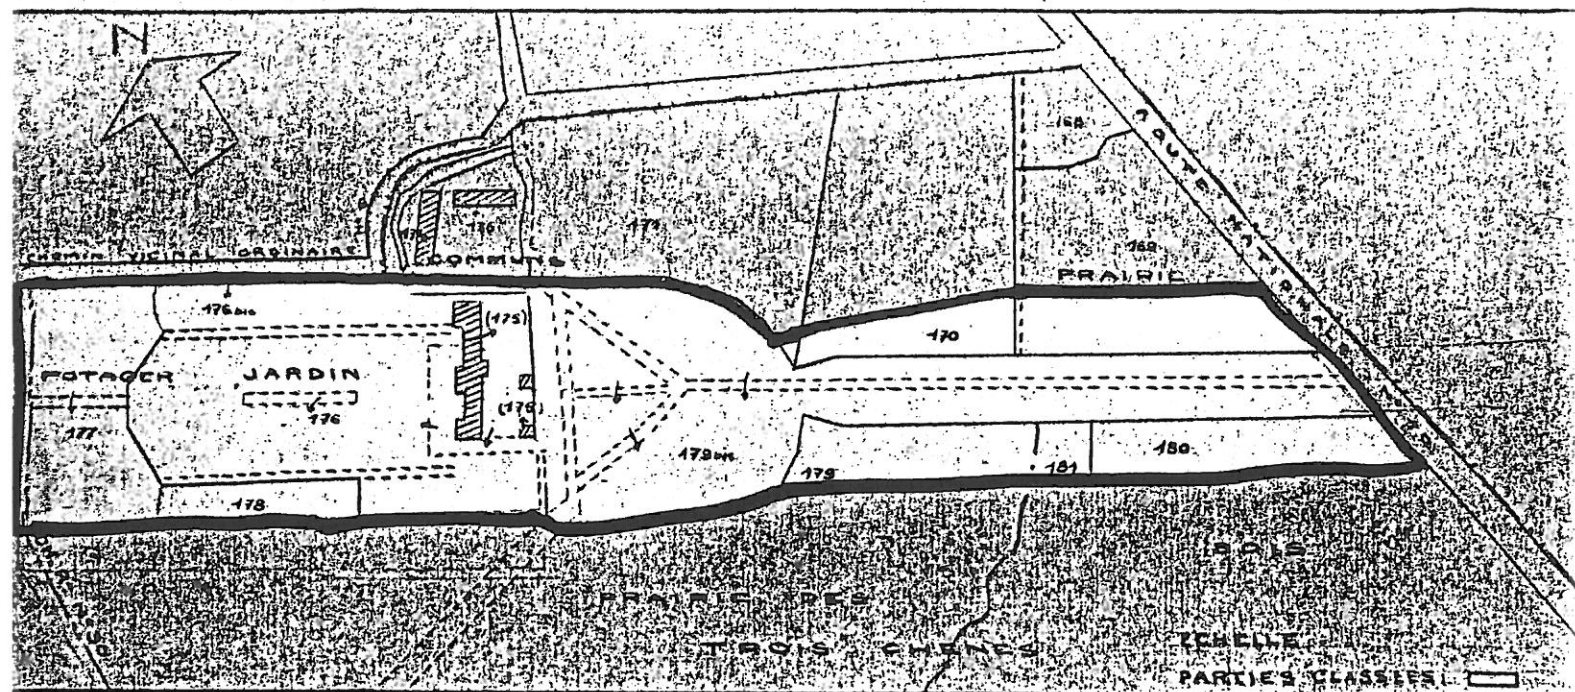 N
168
ROUTE NATIONALE
171
176
169
CHEMIN VICINAL ORDINAIRE
COMMUNS
PRAIRIE
176 bis
(175)
170
POTAGER
JARDIN
176
(176)
177
179 bis
180
181
179
178
BOIS
PRAIRIE DES
TROIS CHENES
ECHELLE
PARTIES CLASSEES